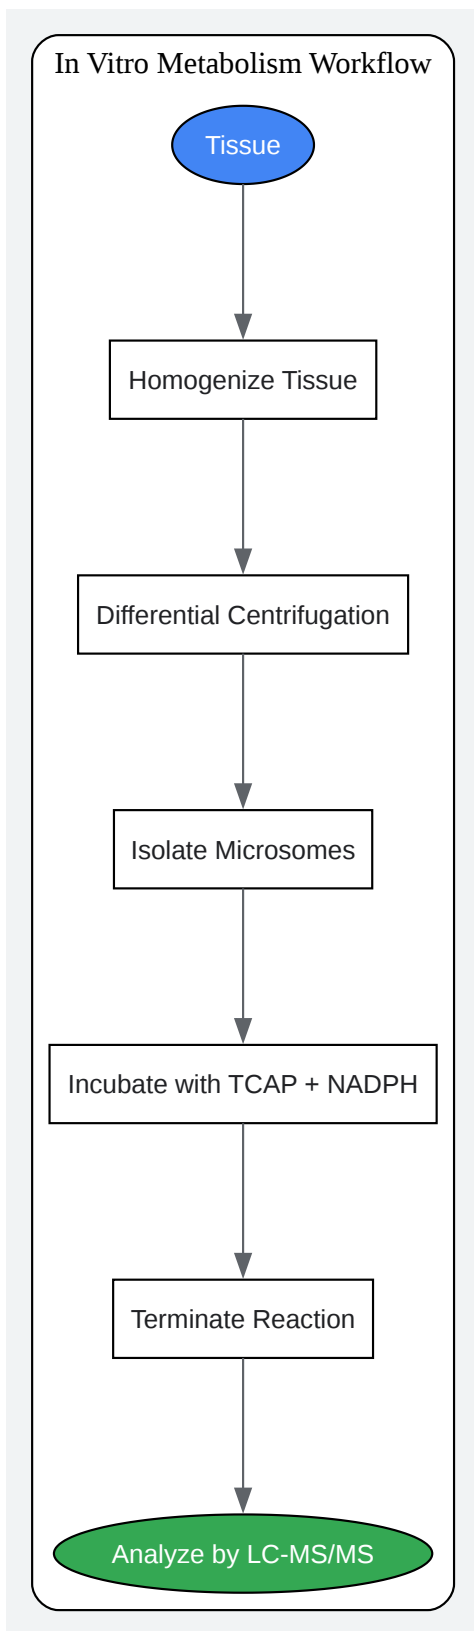 In Vitro Metabolism Workflow
Tissue
Homogenize Tissue
Differential Centrifugation
Isolate Microsomes
Incubate with TCAP + NADPH
Terminate Reaction
Analyze by LC-MS/MS